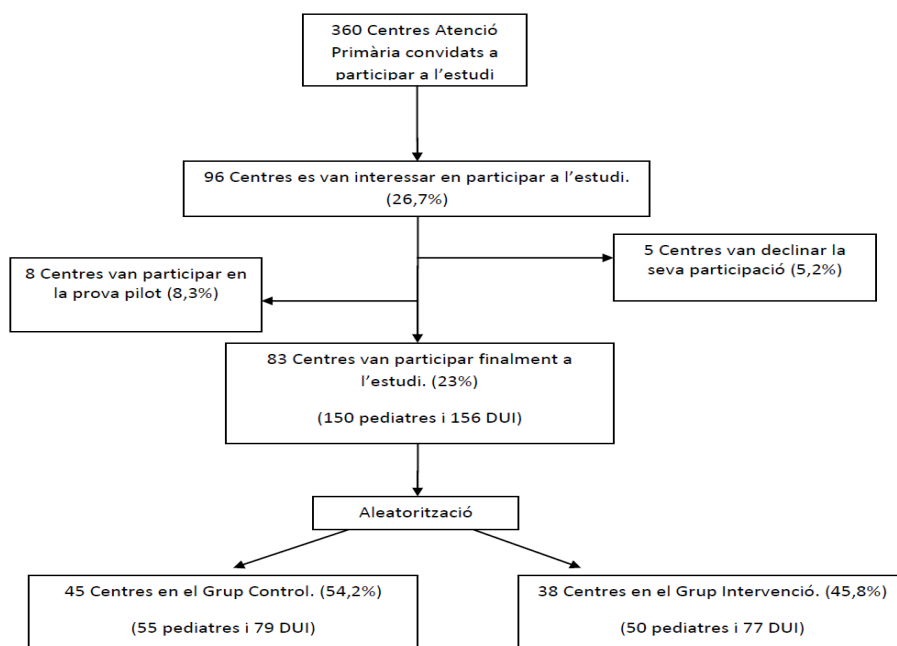 360 Centres Atenció
Primària convidats a
participar a l'estudi
96 Centres es van interessar en participar a l'estudi.
(26,7%)
5 Centres van declinar la
seva participació (5,2%)
8 Centres van participar en
la prova pilot (8,3%)
83 Centres van participar finalment a
l'estudi. (23%)
(150 pediatres i 156 DUI)
Aleatorització
45 Centres en el Grup Control. (54,2%)
(55 pediatres i 79 DUI)
38 Centres en el Grup Intervenció. (45,8%)
(50 pediatres i 77 DUI)